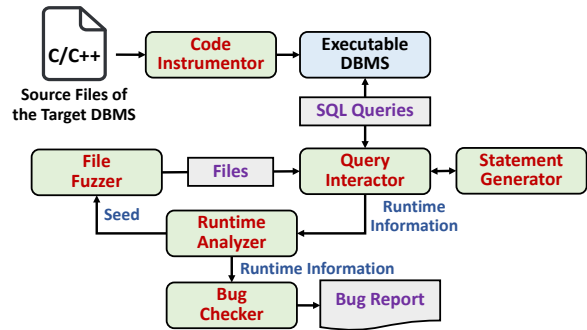 C/C++
Source Files of
the Target DBMS
Code
Instrumentor
Executable
DBMS
SQL Queries
File
Fuzzer
Files
Query
Interactor
Statement
Generator
Seed
Runtime
Analyzer
Runtime
Information
Runtime Information
Bug
Checker
Bug Report